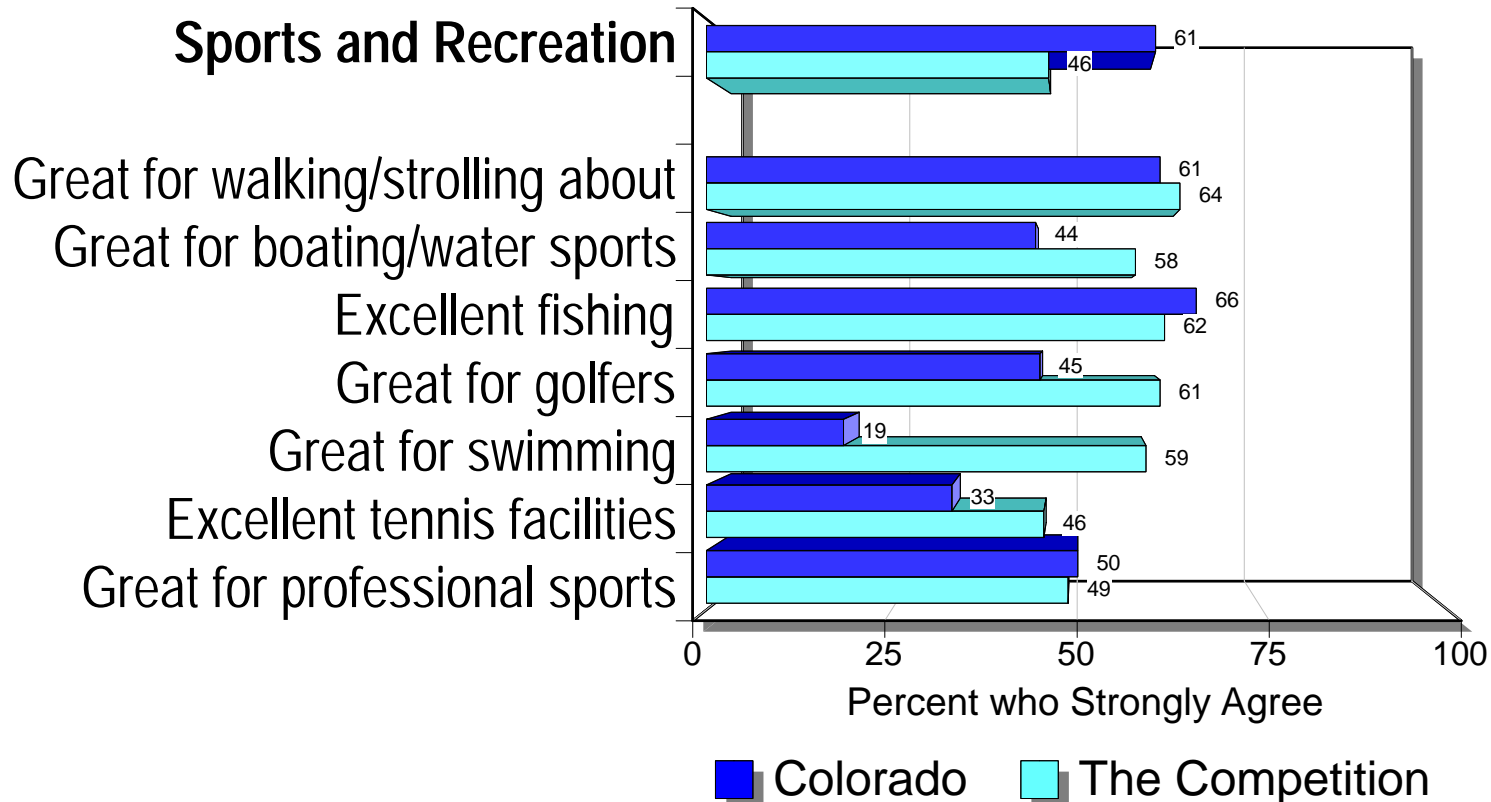 Sports and Recreation
61
46
Great for walking/strolling about
61
64
Great for boating/water sports
44
58
Excellent fishing
66
62
Great for golfers
45
61
Great for swimming
19
59
Excellent tennis facilities
33
46
Great for professional sports
50
49
0 25 50 75 100
Percent who Strongly Agree
Colorado The Competition